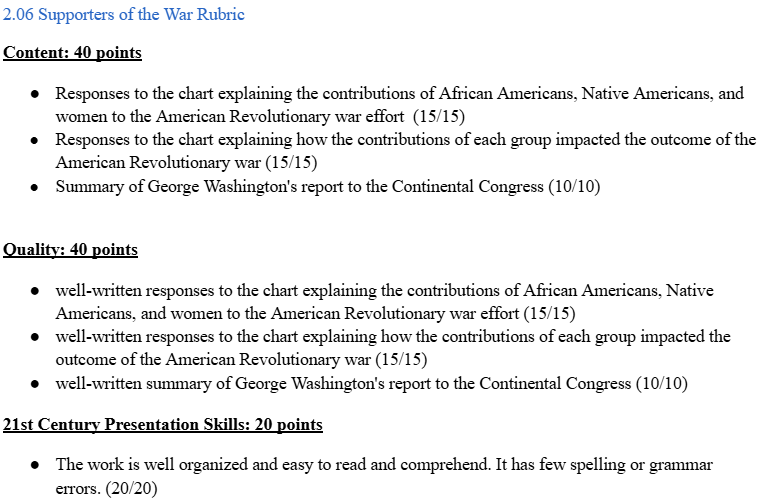 2.06 Supporters of the War Rubric
Content: 40 points
● Responses to the chart explaining the contributions of African Americans, Native Americans, and
women to the American Revolutionary war effort (15/15)
● Responses to the chart explaining how the contributions of each group impacted the outcome of the
American Revolutionary war (15/15)
● Summary of George Washington's report to the Continental Congress (10/10)
Quality: 40 points
● well-written responses to the chart explaining the contributions of African Americans, Native
Americans, and women to the American Revolutionary war effort (15/15)
● well-written responses to the chart explaining how the contributions of each group impacted the
outcome of the American Revolutionary war (15/15)
● well-written summary of George Washington's report to the Continental Congress (10/10)
21st Century Presentation Skills: 20 points
● The work is well organized and easy to read and comprehend. It has few spelling or grammar
errors. (20/20)